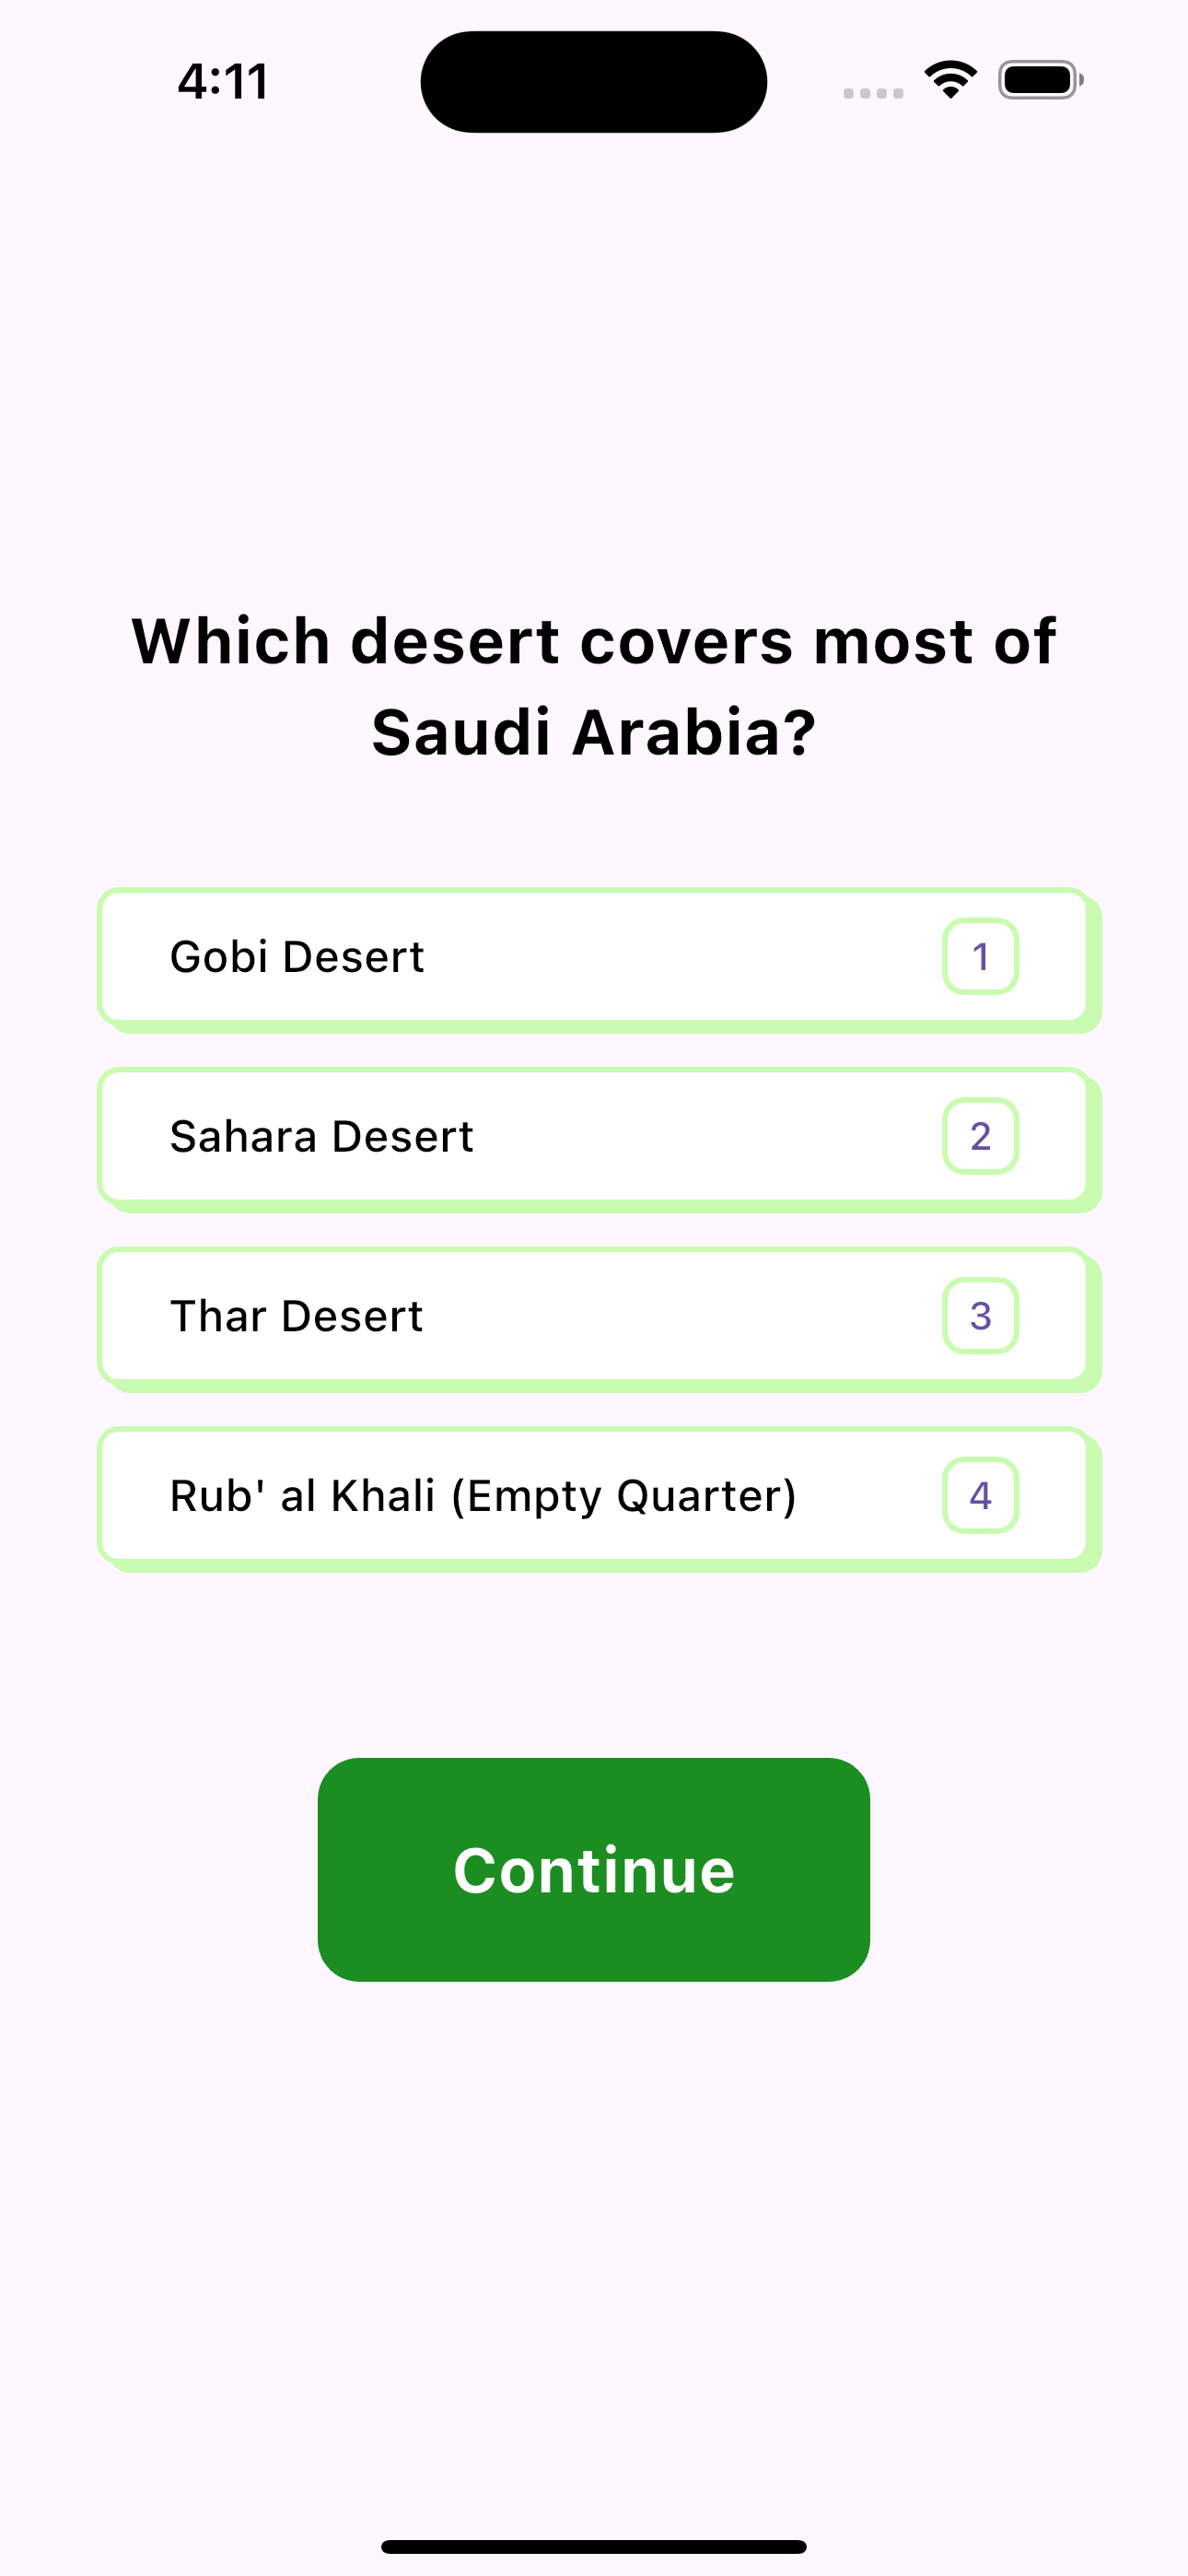 4:11
Which desert covers most of
Saudi Arabia?
Gobi Desert 1
Sahara Desert 2
Thar Desert 3
Rub' al Khali (Empty Quarter) 4
Continue